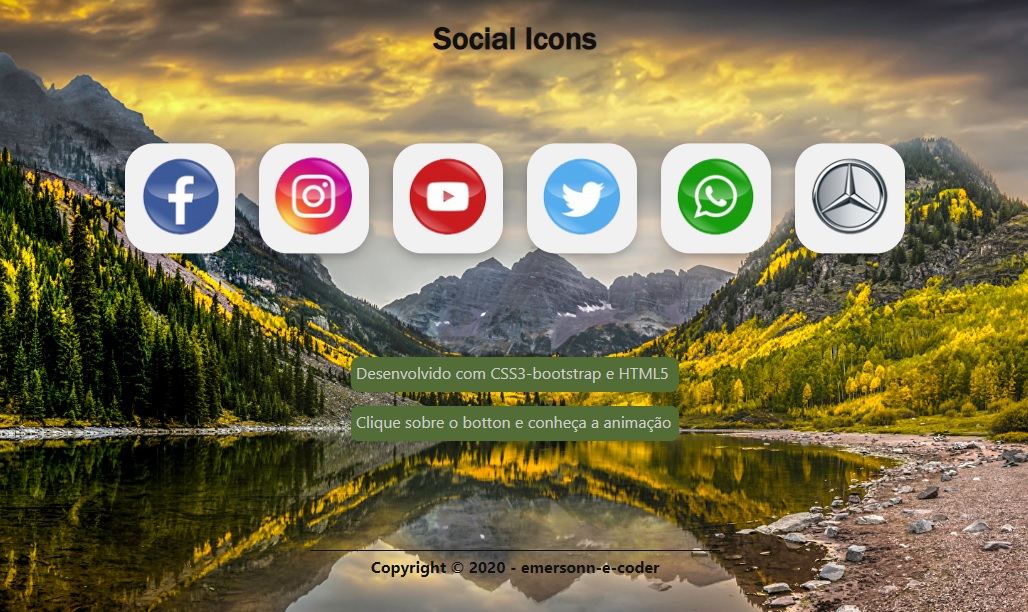 Social Icons
Desenvolvido com CSS3-bootstrap e HTML5
Clique sobre o botton e conheça a animação
Copyright © 2020 - emersonn-e-coder